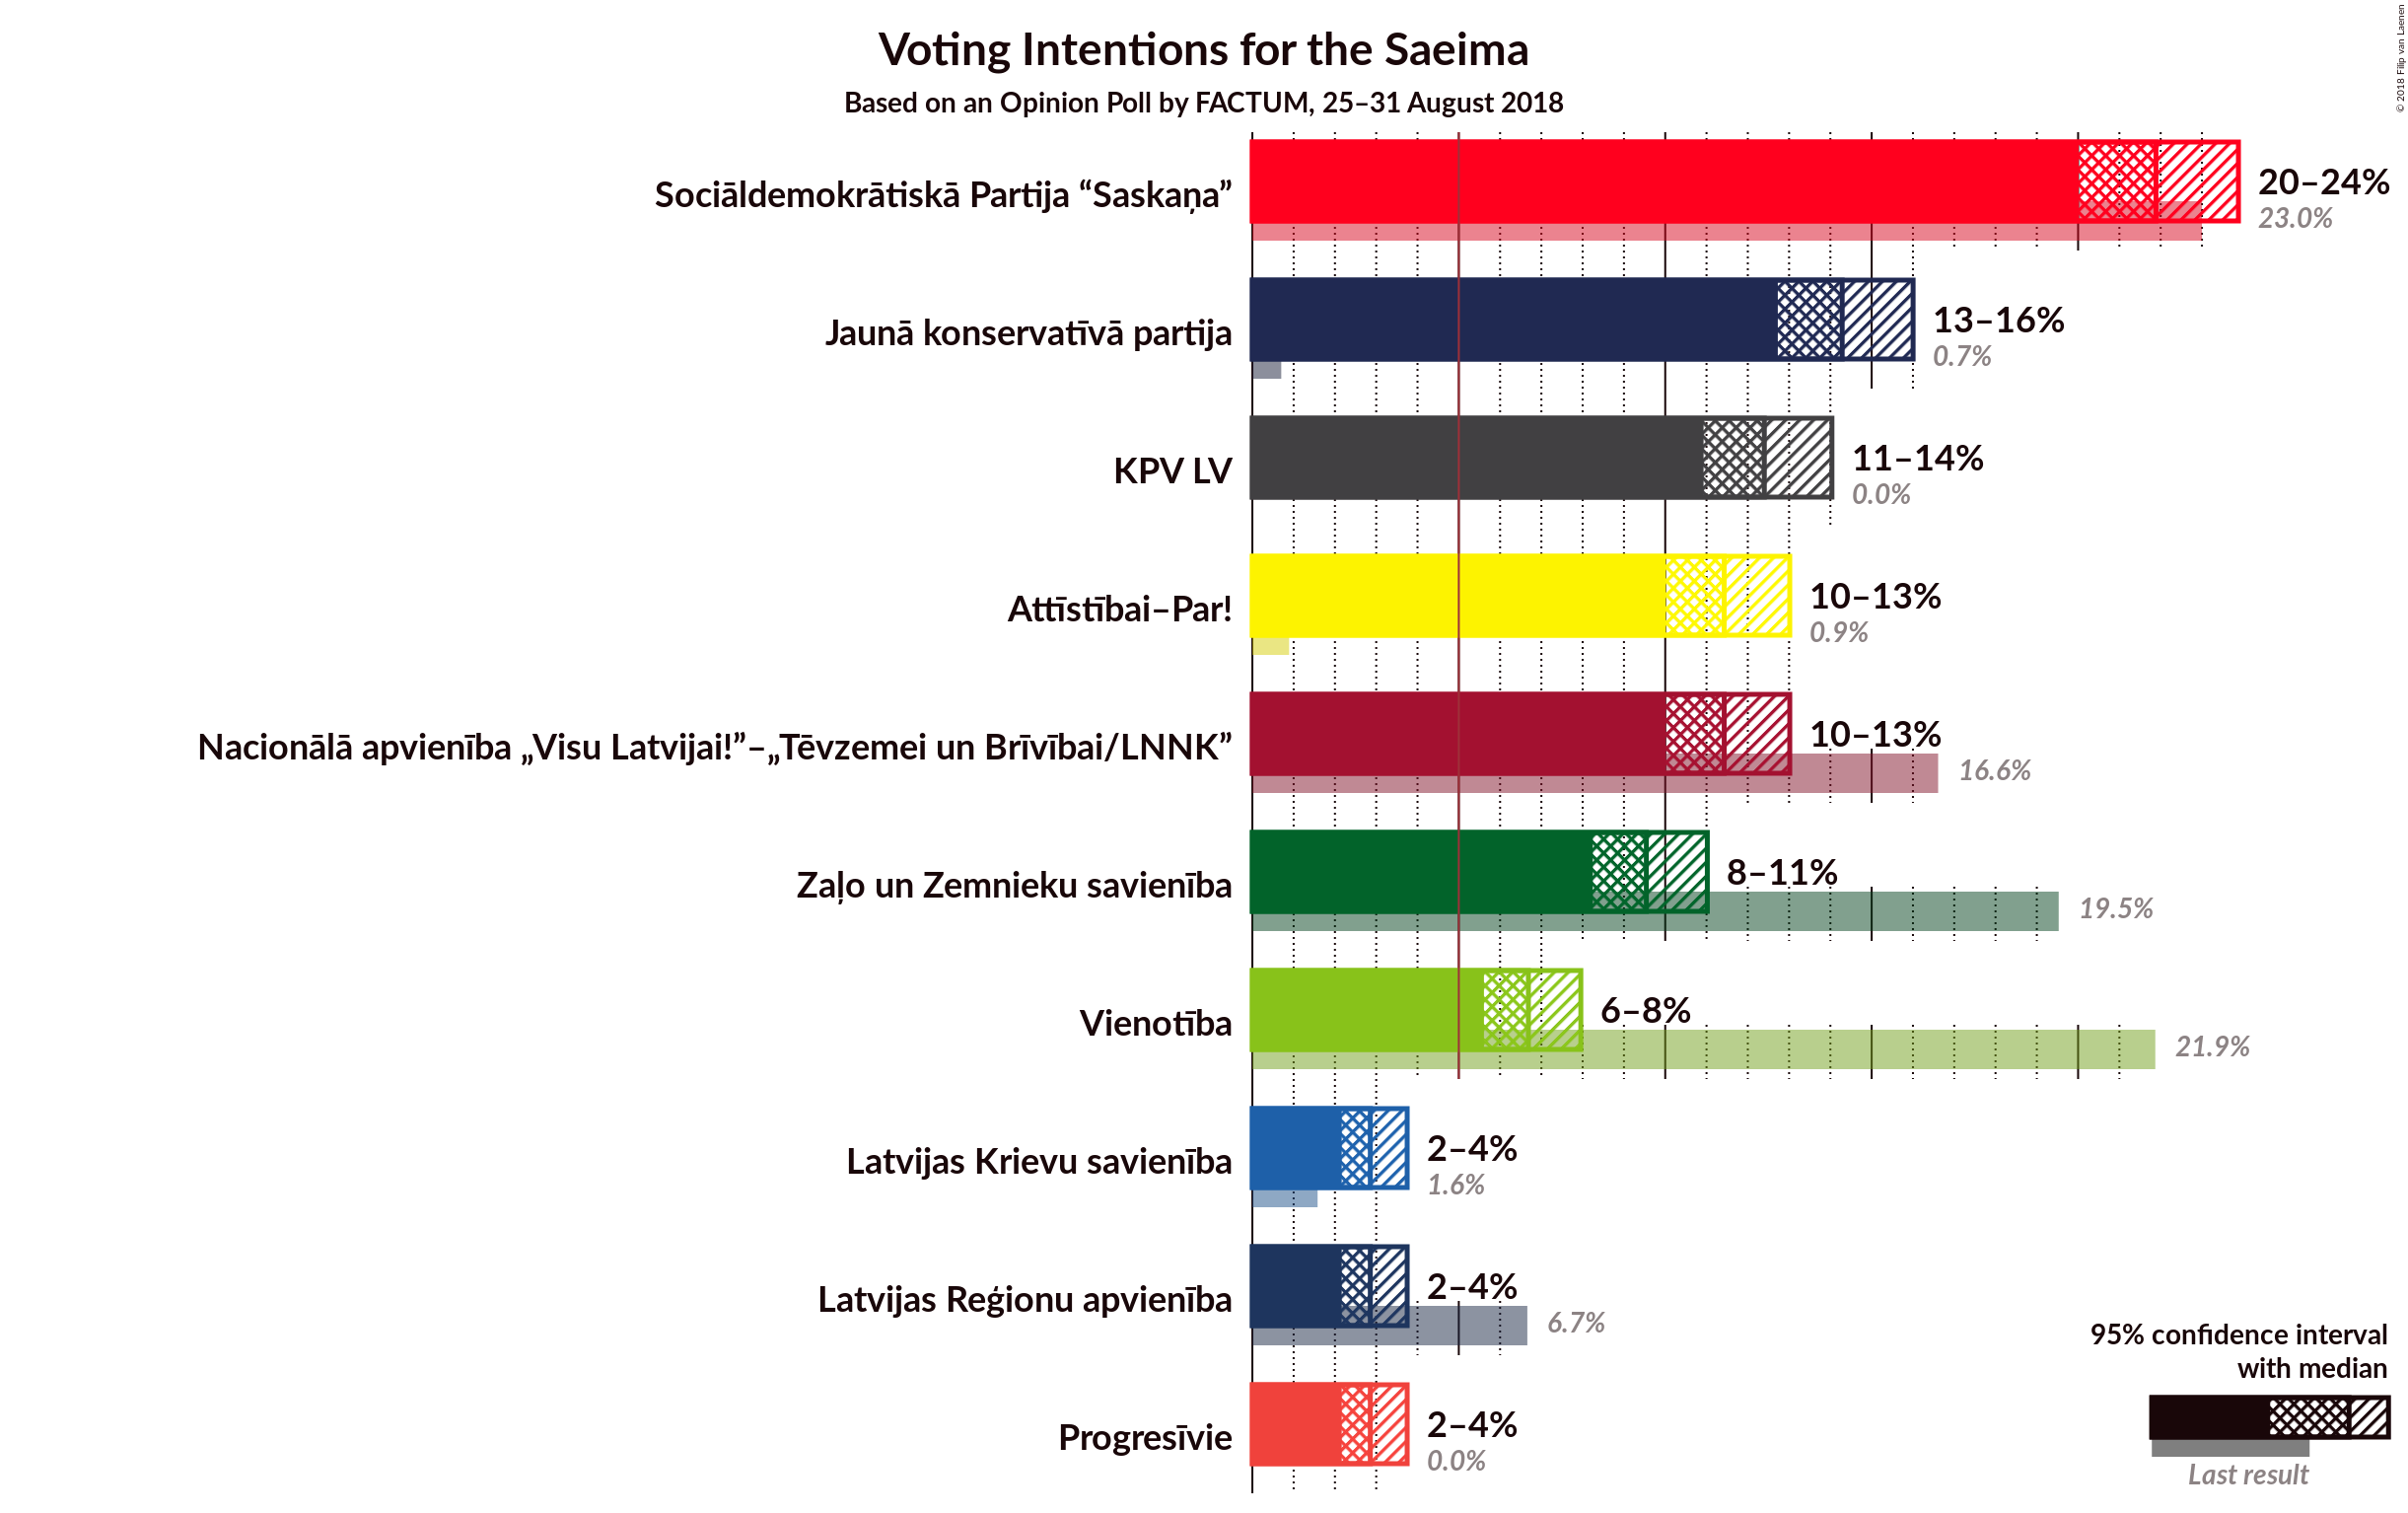 Voting Intentions for the Saeima
Based on an Opinion Poll by FACTUM, 25–31 August 2018
© 2018 Filip van Laenen
Sociāldemokrātiskā Partija “Saskaņa”
20–24%
23.0%
Jaunā konservatīvā partija
13–16%
0.7%
KPV LV
11–14%
0.0%
Attīstībai–Par!
10–13%
0.9%
Nacionālā apvienība „Visu Latvijai!”–„Tēvzemei un Brīvībai/LNNK”
10–13%
16.6%
Zaļo un Zemnieku savienība
8–11%
19.5%
Vienotība
6–8%
21.9%
Latvijas Krievu savienība
2–4%
1.6%
Latvijas Reģionu apvienība
2–4%
6.7%
Progresīvie
2–4%
0.0%
95% confidence interval
with median
Last result